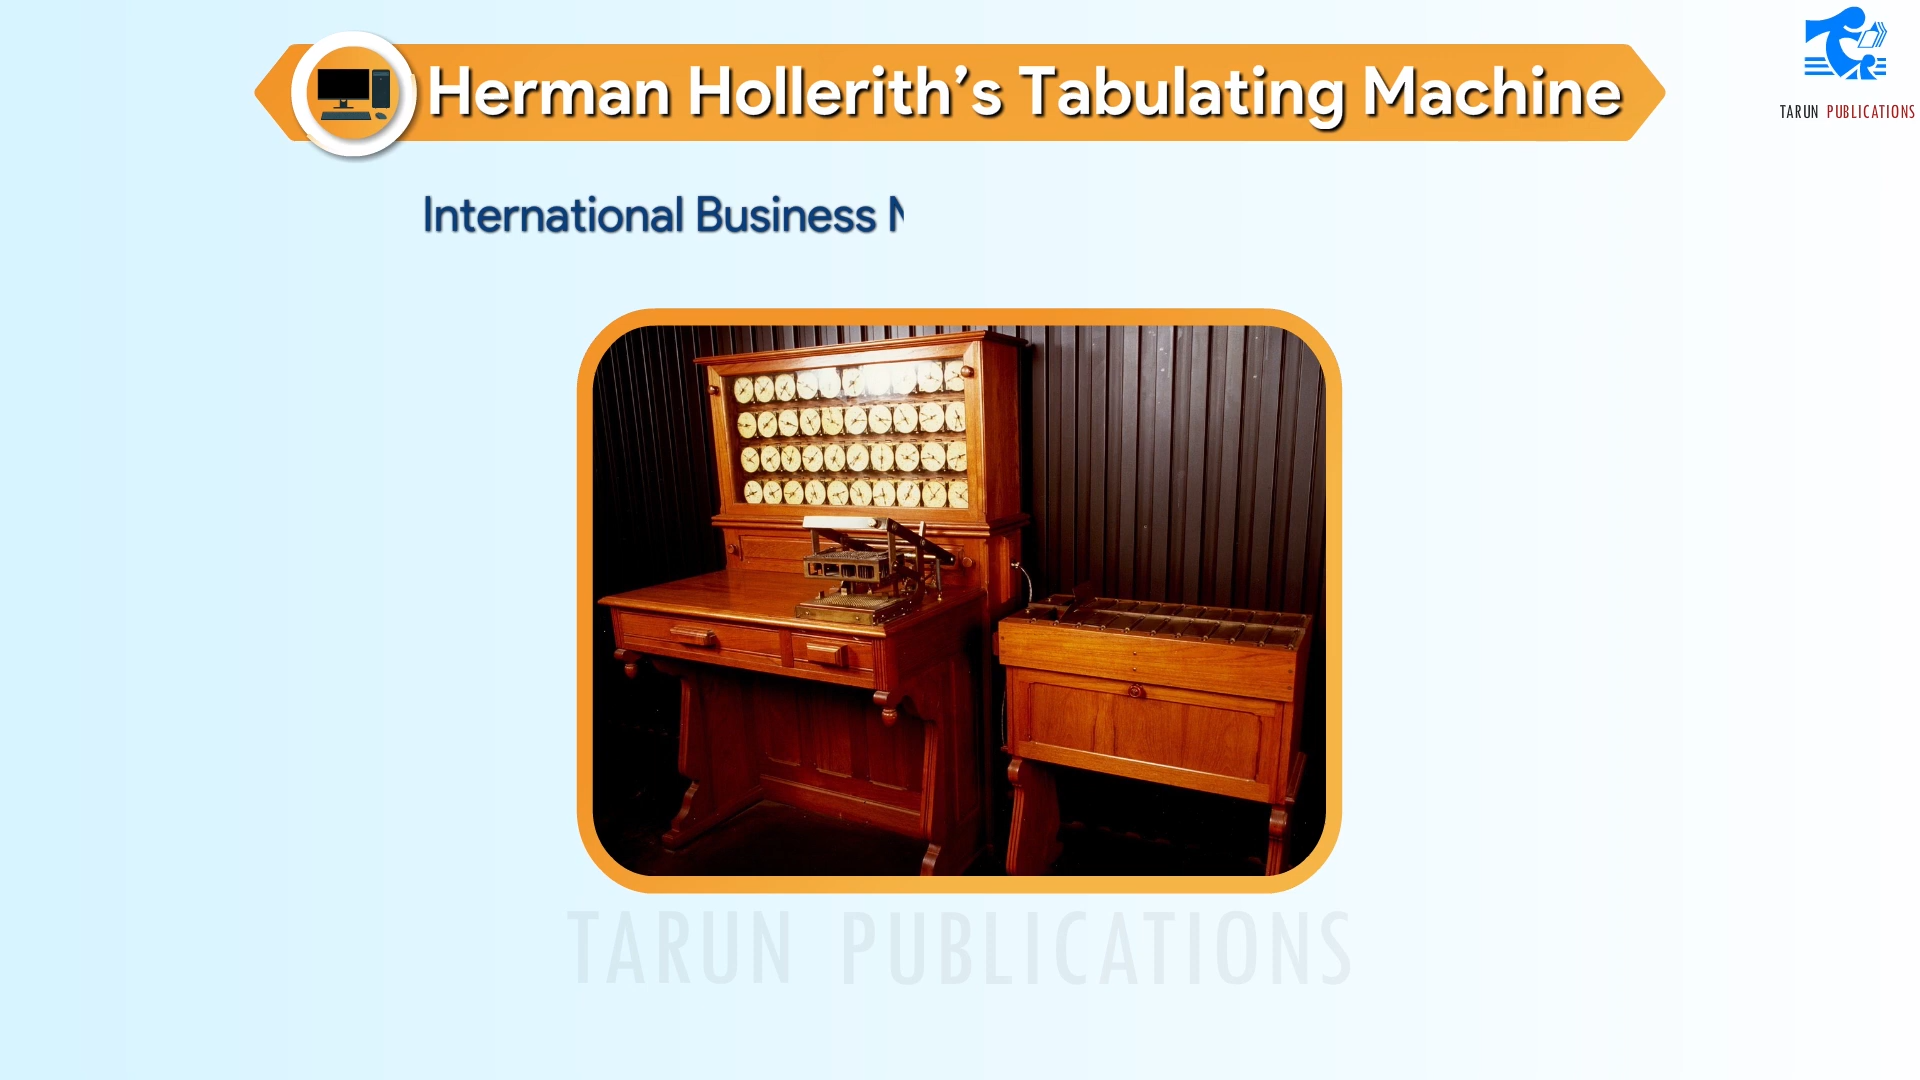 Herman Hollerith’s Tabulating Machine
TARUN PUBLICATIONS
International Business
TARUN PUBLICATIONS